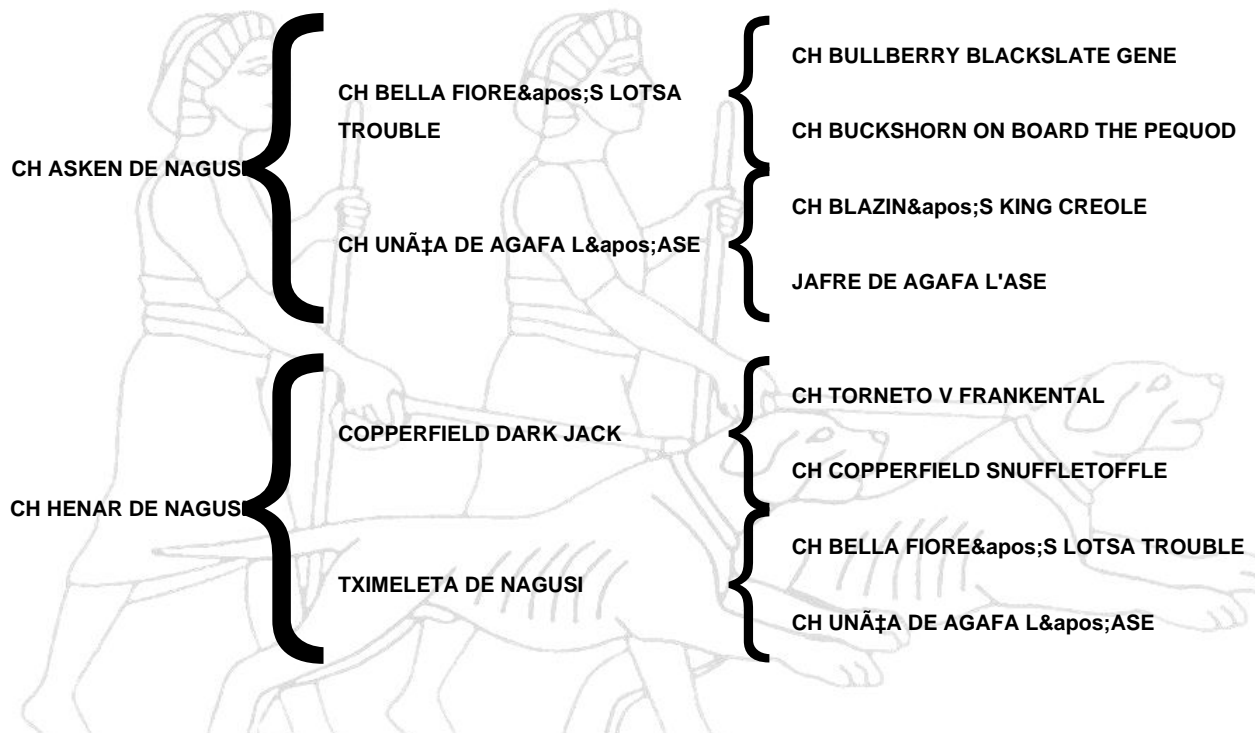 CH BULLBERRY BLACKSLATE GENE
CH BELLA FIORE&apos;S LOTSA
TROUBLE
CH BUCKSHORN ON BOARD THE PEQUOD
CH ASKEN DE NAGUSI
CH BLAZIN&apos;S KING CREOLE
CH UNÃ‡A DE AGAFA L&apos;ASE
JAFRE DE AGAFA L'ASE
CH TORNETO V FRANKENTAL
COPPERFIELD DARK JACK
CH COPPERFIELD SNUFFLETOFFLE
CH HENAR DE NAGUSI
CH BELLA FIORE&apos;S LOTSA TROUBLE
TXIMELETA DE NAGUSI
CH UNÃ‡A DE AGAFA L&apos;ASE